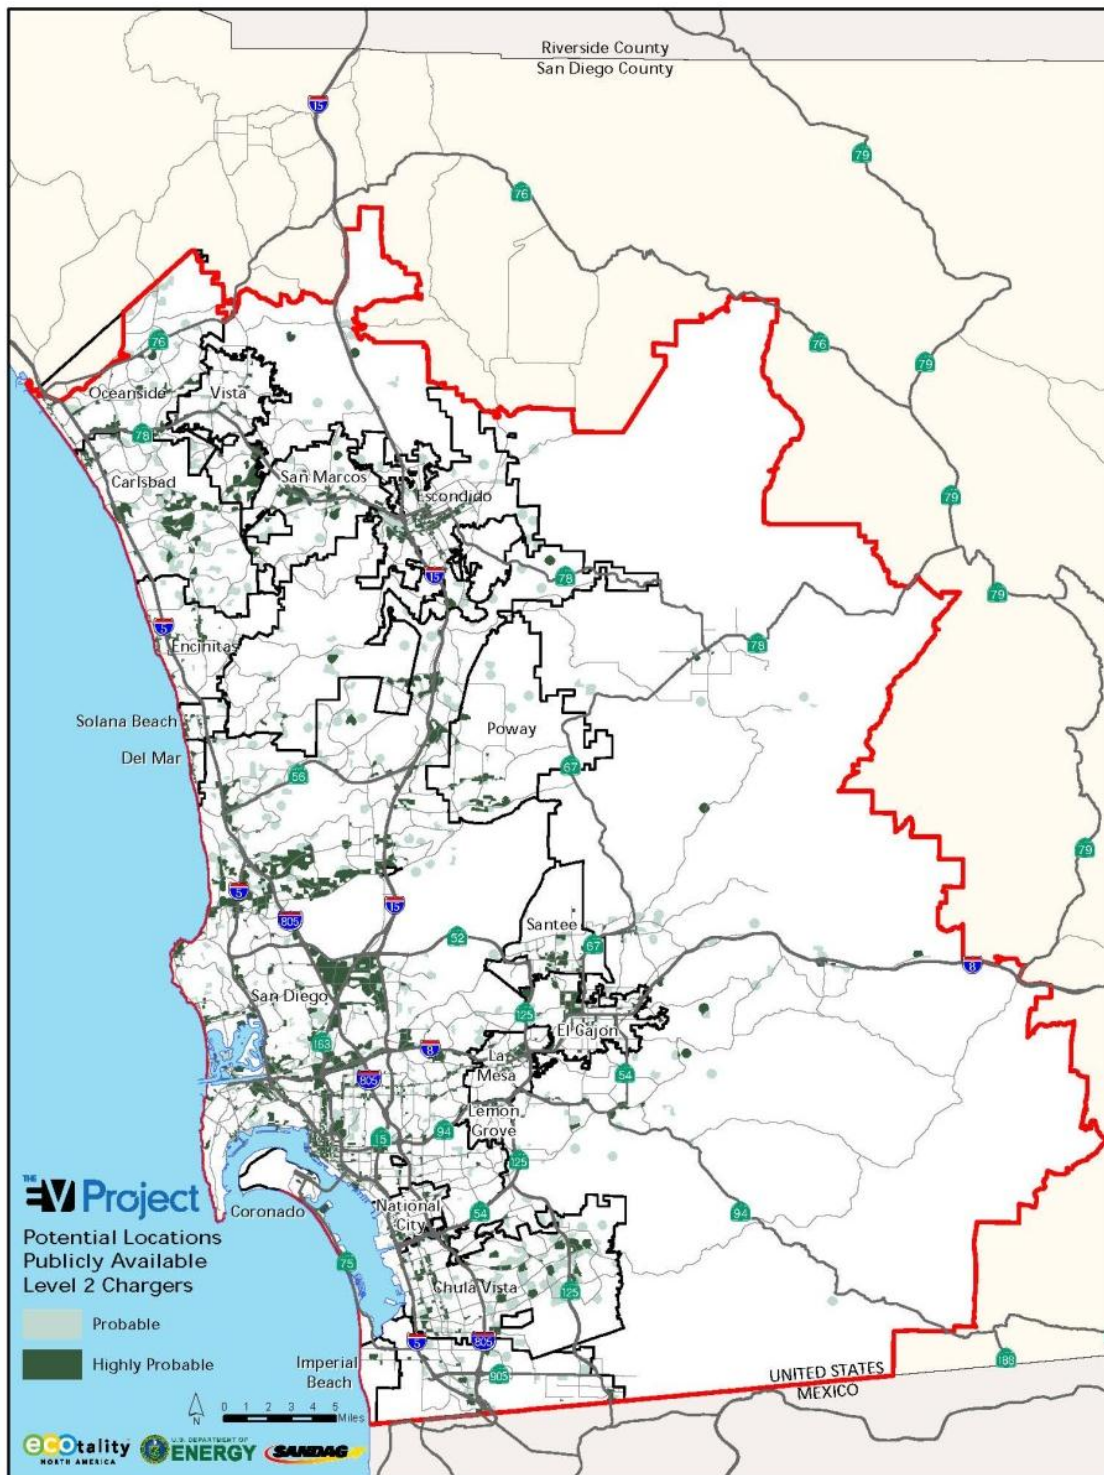 Riverside County
San Diego County
15
79
76
79
76
76
79
Oceanside
Vista
78
Carlsbad
San Marcos
Escondido
79
15
78
79
5
Encinitas
78
Solana Beach
Poway
Del Mar
67
56
79
5
15
805
Santee
52
67
8
San Diego
125
El Cajon
163
8
La
Mesa
805
54
Lemon
Grove
15
94
125
THE
EV Project
Coronado
National
City
54
94
Potential Locations
Publicly Available
Level 2 Chargers
75
Chula Vista
125
Probable
5
805
Highly Probable
Imperial
Beach
905
188
UNITED STATES
MEXICO
N
0 1 2 3 4 5
Miles
ecotality
NORTH AMERICA
U.S. DEPARTMENT OF
ENERGY
SANDAG